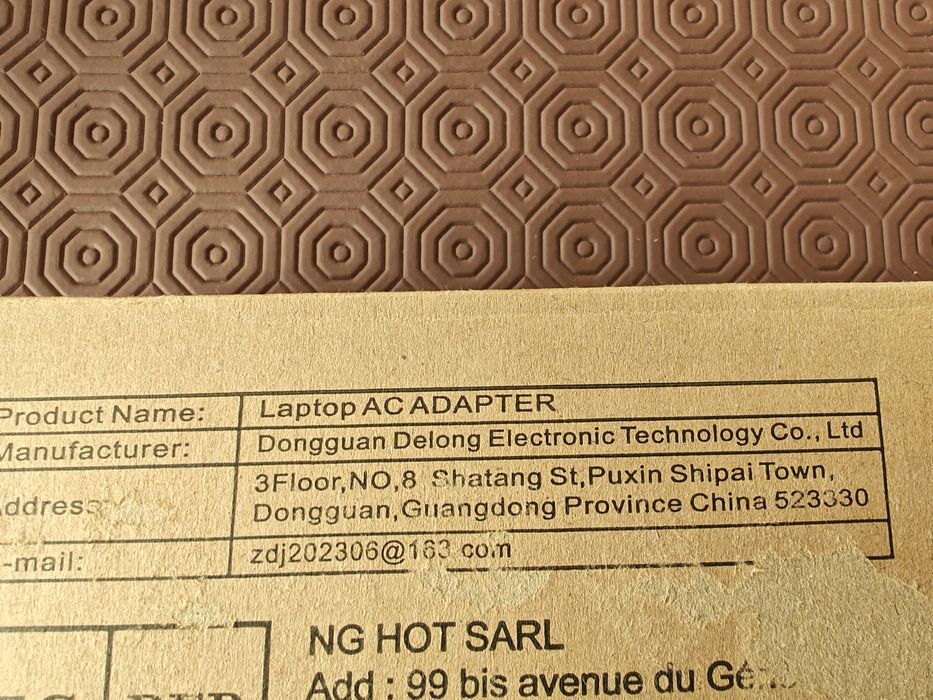 Product Name: Laptop AC ADAPTER
Manufacturer: Dongguan Delong Electronic Technology Co., Ltd
3Floor,NO,8 Shatang St,Puxin Shipai Town,
Dongguan,Guangdong Province China 523330
-mail: zdj202306@163 com
NG HOT SARL
Add : 99 bis avenue du